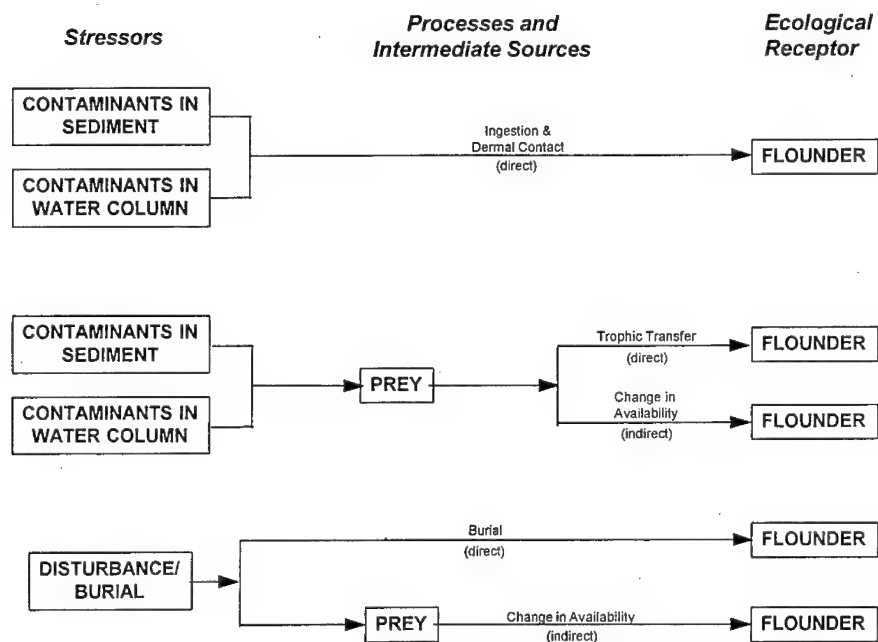 Stressors
Processes and
Intermediate Sources
Ecological
Receptor
CONTAMINANTS IN
SEDIMENT
CONTAMINANTS IN
WATER COLUMN
Ingestion &
Dermal Contact
(direct)
FLOUNDER
CONTAMINANTS IN
SEDIMENT
CONTAMINANTS IN
WATER COLUMN
PREY
Trophic Transfer
(direct)
FLOUNDER
Change in
Availability
(indirect)
FLOUNDER
DISTURBANCE/
BURIAL
Burial
(direct)
FLOUNDER
PREY
Change in Availability
(indirect)
FLOUNDER